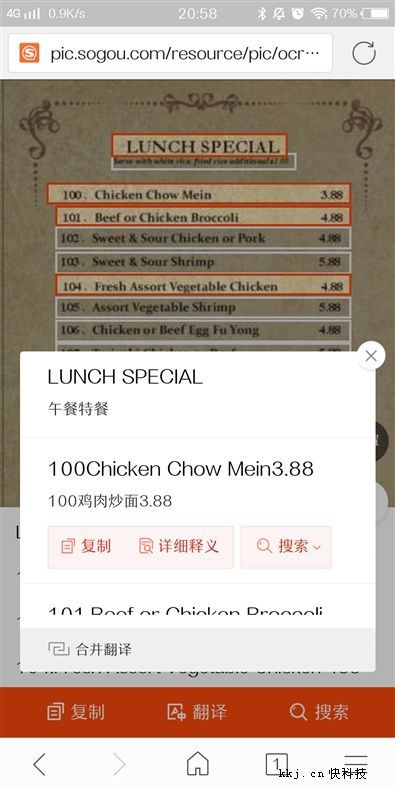 4G 0.9K/s 20:58 70%
pic.sogou.com/resource/pic/ocr···
LUNCH SPECIAL
Serve with white rice, fried rice additional $1.00
100. Chicken Chow Mein 3.88
101. Beef or Chicken Broccoli 4.88
102. Sweet & Sour Chicken or Pork 4.88
103. Sweet & Sour Shrimp 5.88
104. Fresh Assort Vegetable Chicken 4.88
105. Assort Vegetable Shrimp 5.88
106. Chicken or Beef Egg Fu Yong 4.88
LUNCH SPECIAL
午餐特餐
100Chicken Chow Mein3.88
100鸡肉炒面3.88
复制 详细释义 搜索
101 Beef or Chicken Broccoli
合并翻译
复制 翻译 搜索
1
kkj.cn快科技